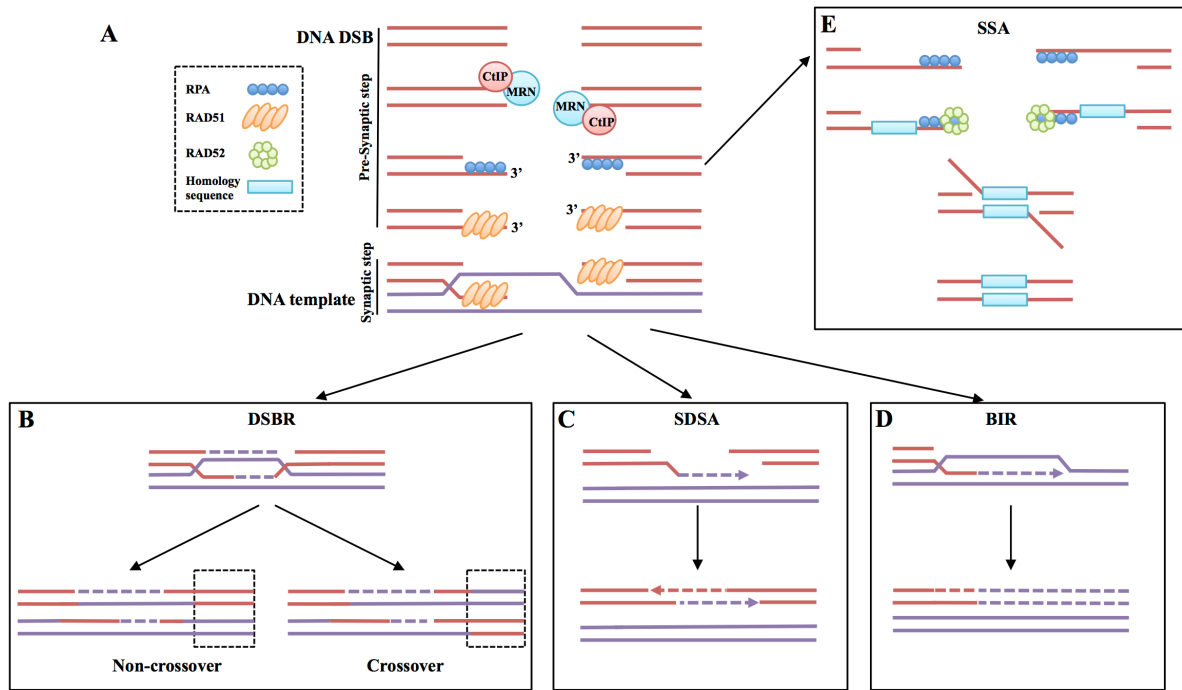 A
DNA DSB
Pre-Synaptic step
CtIP
MRN
MRN
CtIP
RPA
RAD51
RAD52
Homology
sequence
3’
3’
3’
3’
Synaptic step
DNA template
E
SSA
B
DSBR
Non-crossover
Crossover
C
SDSA
D
BIR